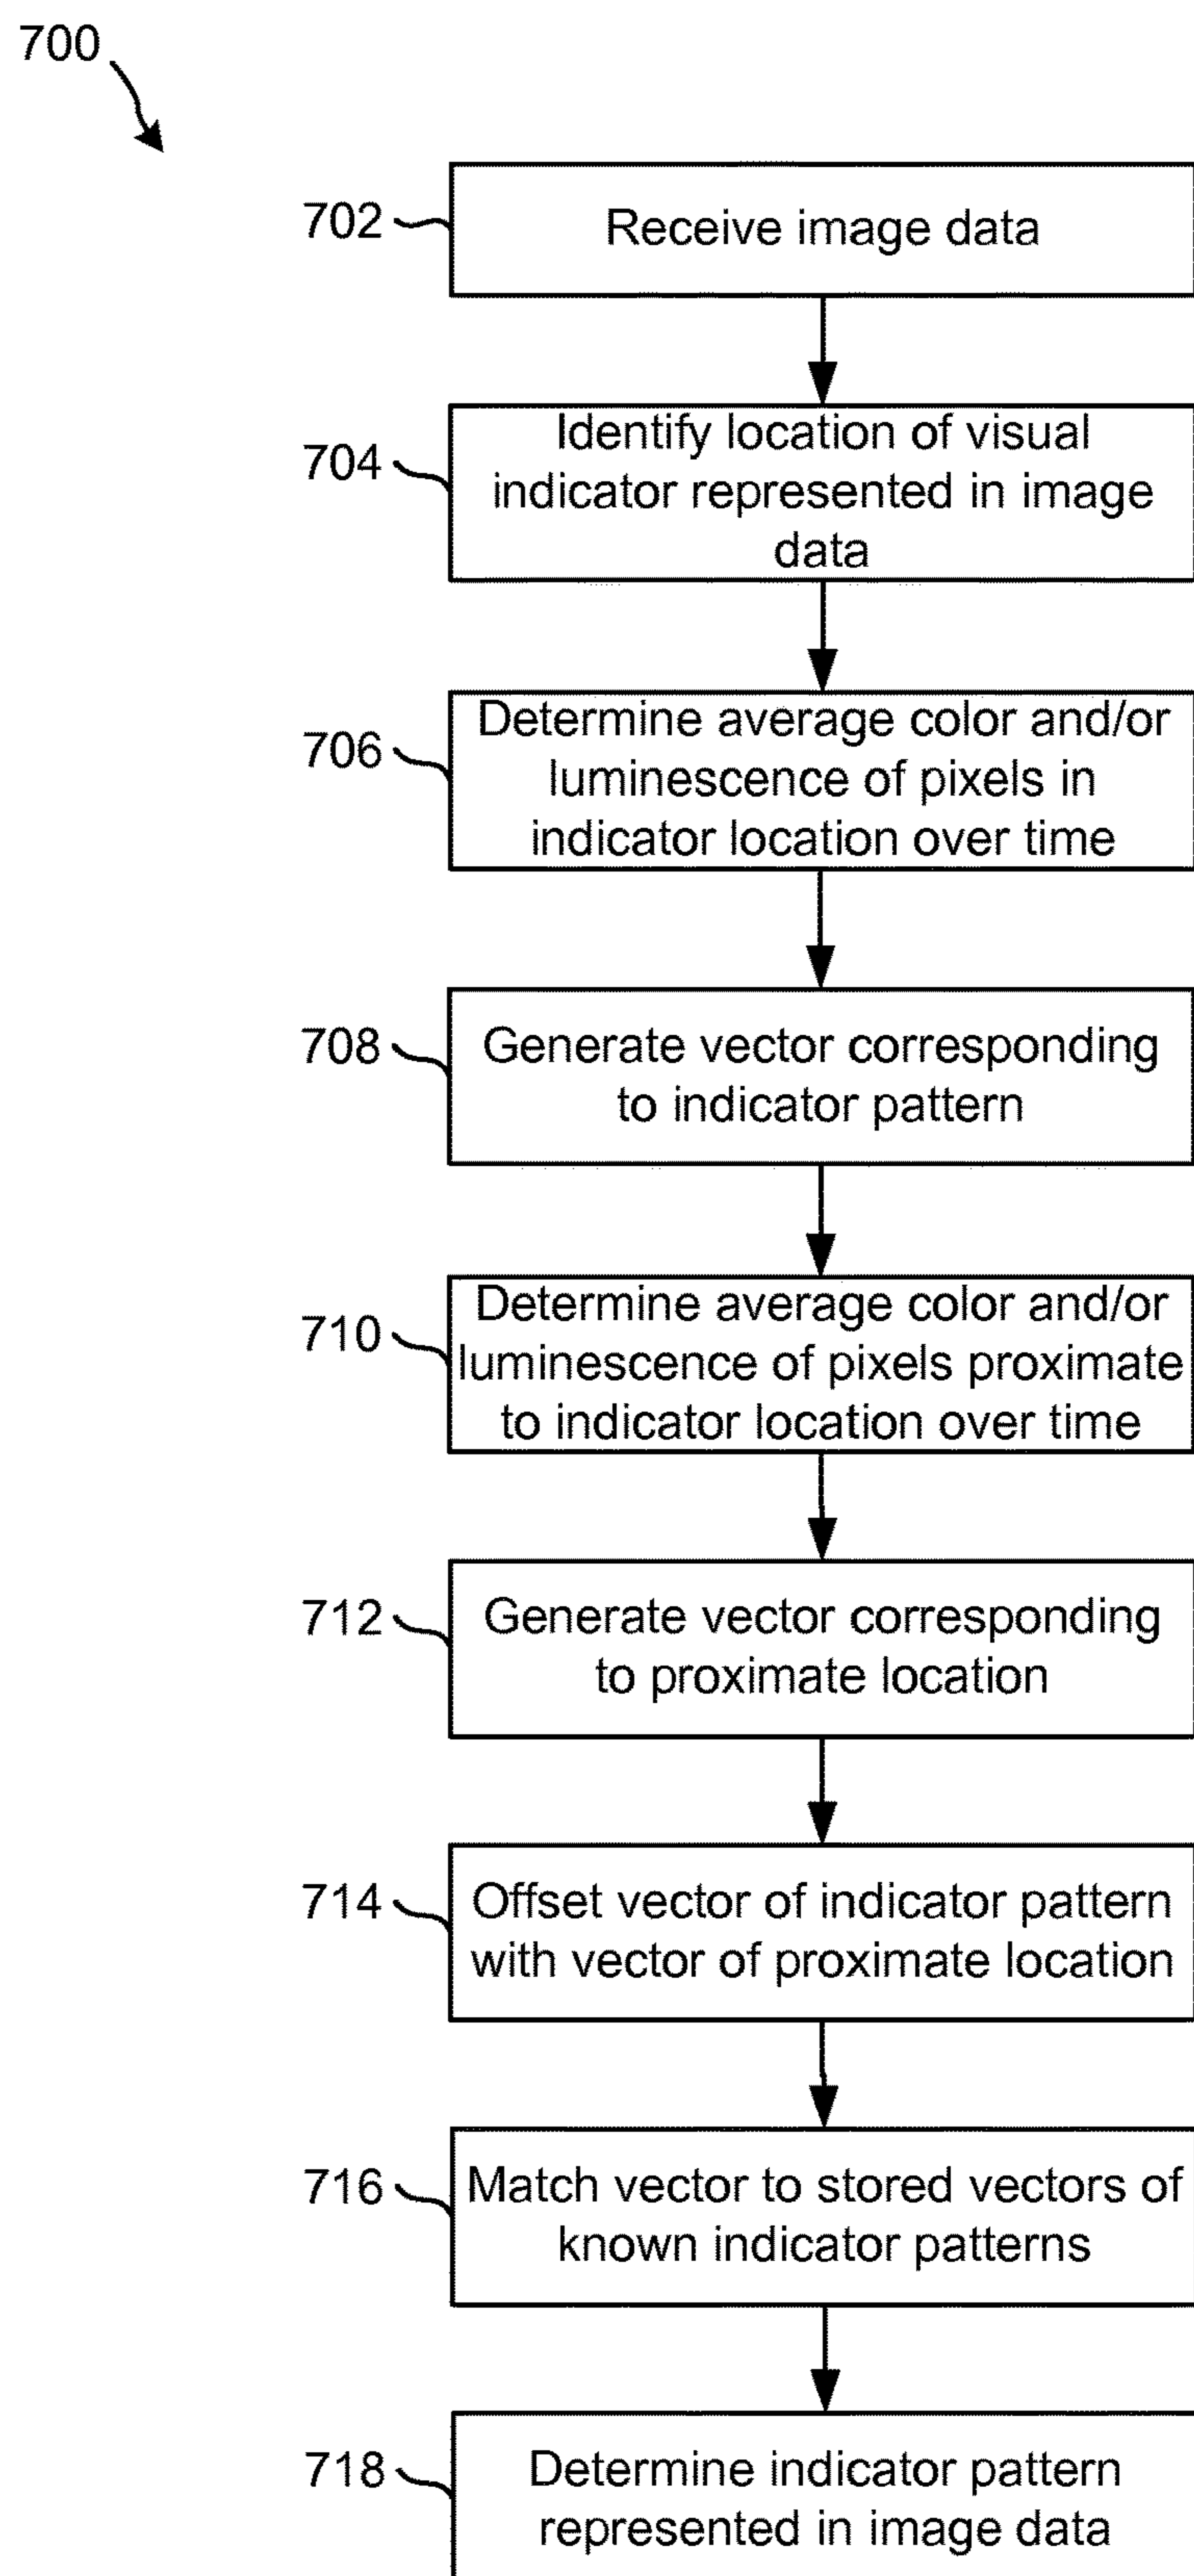 700
702
Receive image data
704
Identify location of visual
indicator represented in image
data
706
Determine average color and/or
luminescence of pixels in
indicator location over time
708
Generate vector corresponding
to indicator pattern
710
Determine average color and/or
luminescence of pixels proximate
to indicator location over time
712
Generate vector corresponding
to proximate location
714
Offset vector of indicator pattern
with vector of proximate location
716
Match vector to stored vectors of
known indicator patterns
718
Determine indicator pattern
represented in image data